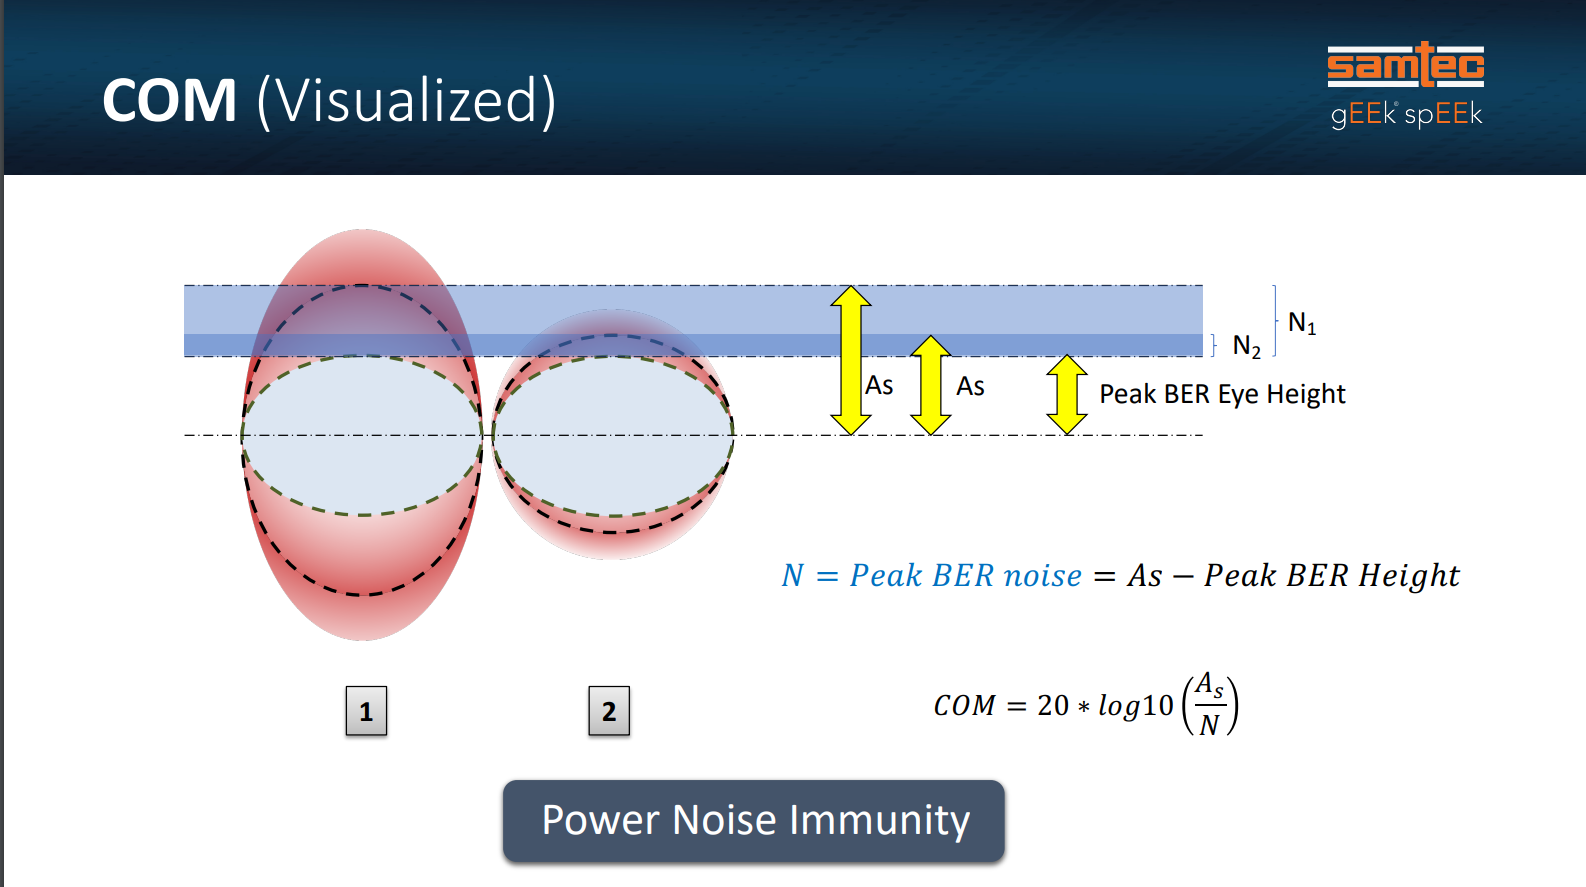 COM (Visualized)
samtec
gEEk® spEEk
N₁
N₂
As
As
Peak BER Eye Height
N = Peak BER noise = As − Peak BER Height
COM = 20 * log10 (Aₛ/N)
1
2
Power Noise Immunity